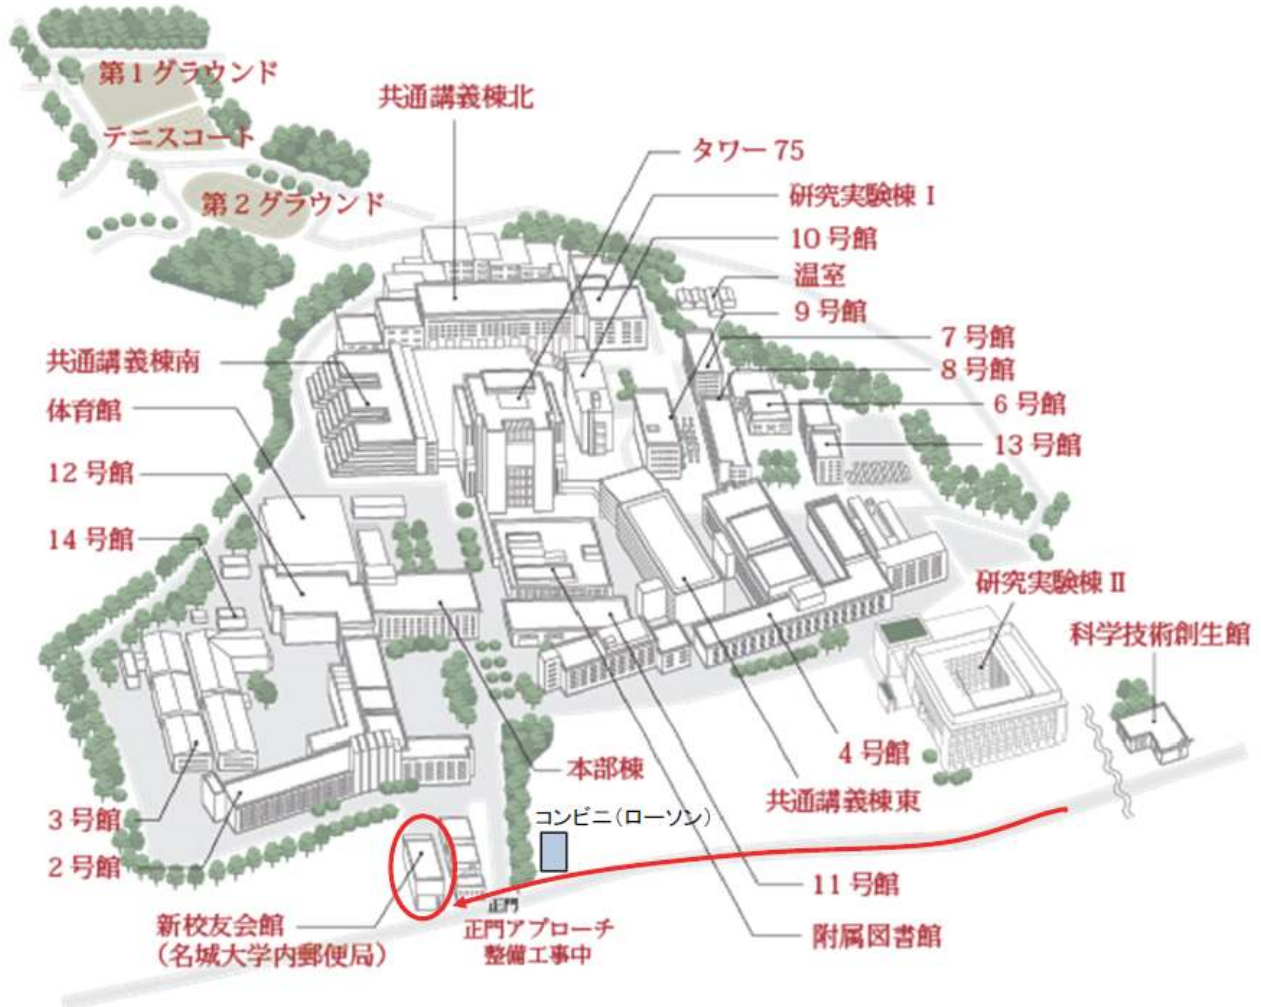 第1グラウンド
テニスコート
第2グラウンド
共通講義棟北
タワー75
研究実験棟Ⅰ
10号館
温室
9号館
7号館
8号館
6号館
13号館
共通講義棟南
体育館
12号館
14号館
研究実験棟Ⅱ
科学技術創生館
3号館
2号館
本部棟
コンビニ（ローソン）
4号館
共通講義棟東
11号館
附属図書館
新校友会館
（名城大学内郵便局）
正門
正門アプローチ
整備工事中